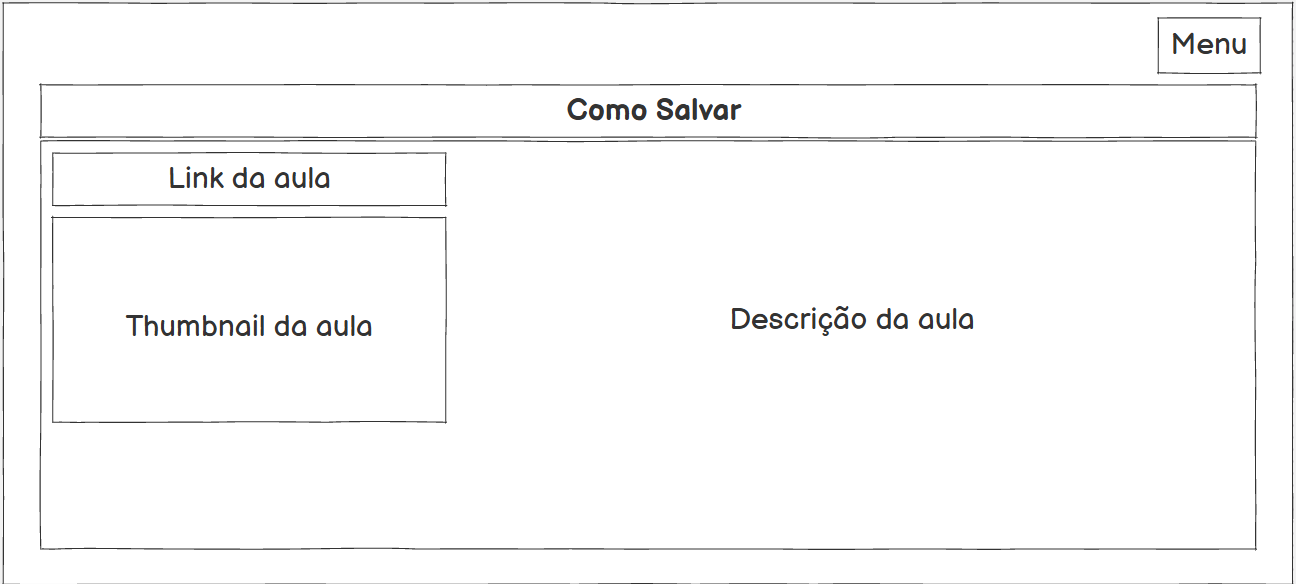 Menu
Como Salvar
Link da aula
Thumbnail da aula
Descrição da aula